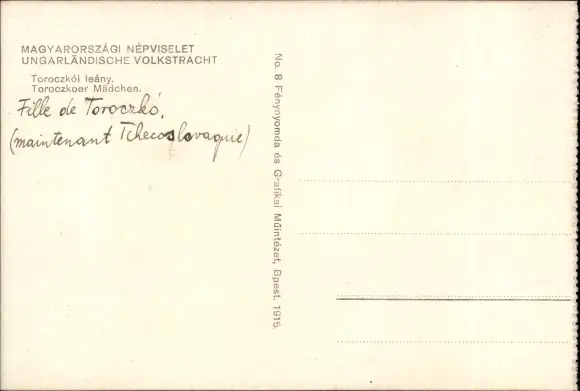 MAGYARORSZÁGI NÉPVISELET
UNGARLÄNDISCHE VOLKSTRACHT
Toroczkói leány.
Toroczkoer Mädchen.
Fille de Toroczkó,
(maintenant Tchecoslovaquie)
No. 8 Fénynyomda és Grafikai Műintézat, Bpest. 1915.